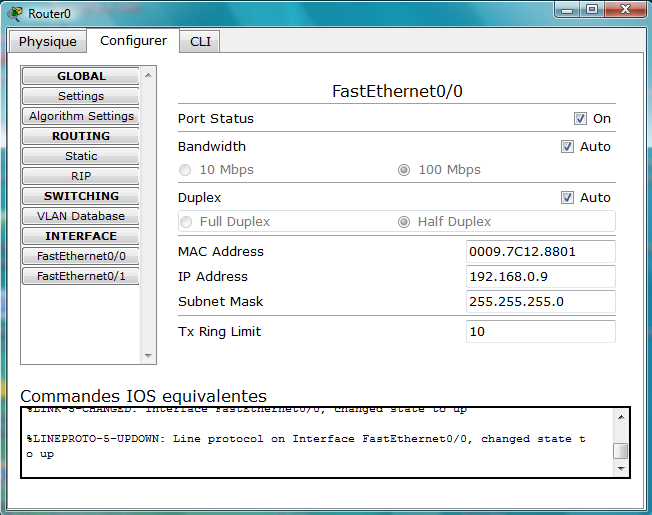 Router0
Physique Configurer CLI
GLOBAL
Settings
Algorithm Settings
ROUTING
Static
RIP
SWITCHING
VLAN Database
INTERFACE
FastEthernet0/0
FastEthernet0/1
FastEthernet0/0
Port Status On
Bandwidth Auto
10 Mbps 100 Mbps
Duplex Auto
Full Duplex Half Duplex
MAC Address 0009.7C12.8801
IP Address 192.168.0.9
Subnet Mask 255.255.255.0
Tx Ring Limit 10
Commandes IOS equivalentes
%LINK-5-CHANGED: Interface FastEthernet0/0, changed state to up
%LINEPROTO-5-UPDOWN: Line protocol on Interface FastEthernet0/0, changed state t
o up